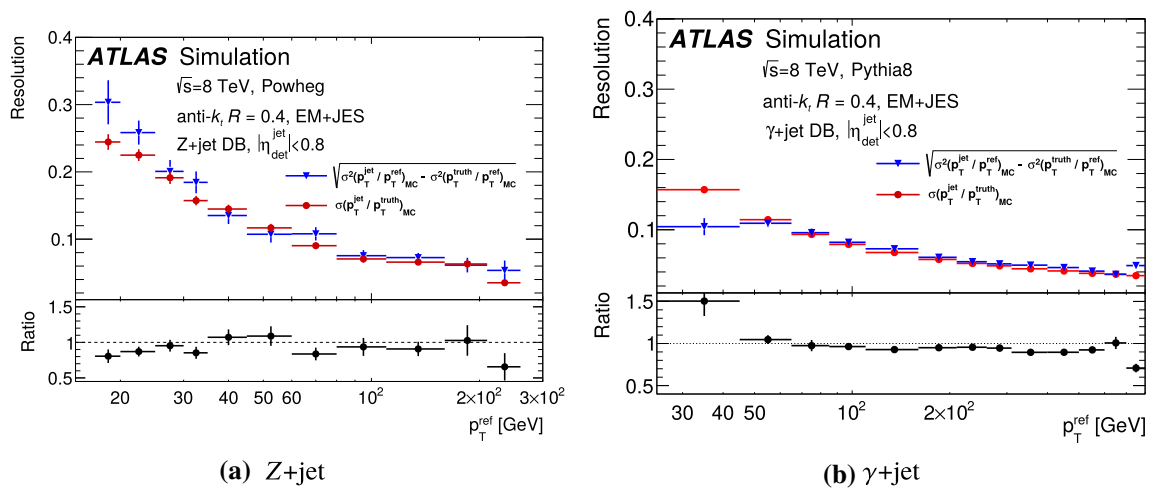 0.4
ATLAS Simulation
√s=8 TeV, Powheg
anti-kt R = 0.4, EM+JES
Z+jet DB, |η^jet_det|<0.8
√σ²(p_T^jet / p_T^ref)_MC - σ²(p_T^truth / p_T^ref)_MC
σ(p_T^jet / p_T^truth)_MC
Resolution
0.3
0.2
0.1
Ratio
1.5
1
0.5
20 30 40 50 60 10² 2×10² 3×10²
p_T^ref [GeV]
(a) Z+jet
0.4
ATLAS Simulation
√s=8 TeV, Pythia8
anti-kt R = 0.4, EM+JES
γ+jet DB, |η^jet_det|<0.8
√σ²(p_T^jet / p_T^ref)_MC - σ²(p_T^truth / p_T^ref)_MC
σ(p_T^jet / p_T^truth)_MC
Resolution
0.3
0.2
0.1
Ratio
1.5
1
0.5
30 40 50 10² 2×10²
p_T^ref [GeV]
(b) γ+jet